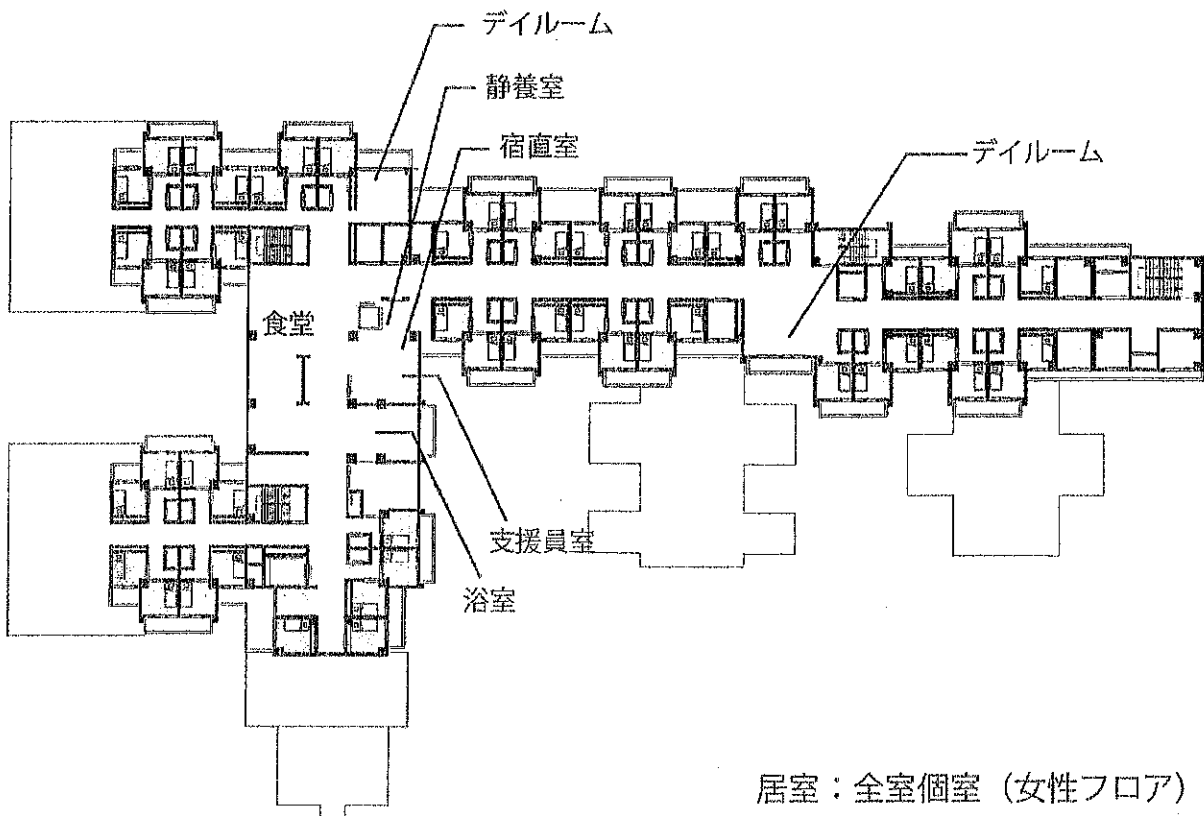 デイルーム
静養室
宿直室
デイルーム
食堂
支援員室
浴室
居室：全室個室（女性フロア）